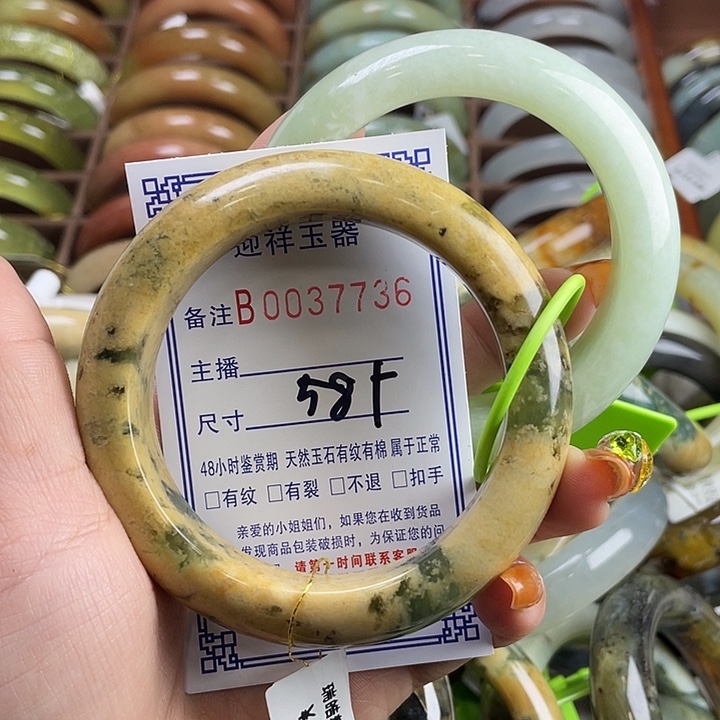 迎祥玉器
备注B0037736
主播
尺寸 58
48小时鉴赏期 天然玉石有纹有棉 属于正常
□有纹 □有裂 □不退 □扣手
亲爱的小姐姐们，如果您在收到货品
发现商品包装破损时，为保证您的问
请第一时间联系客服